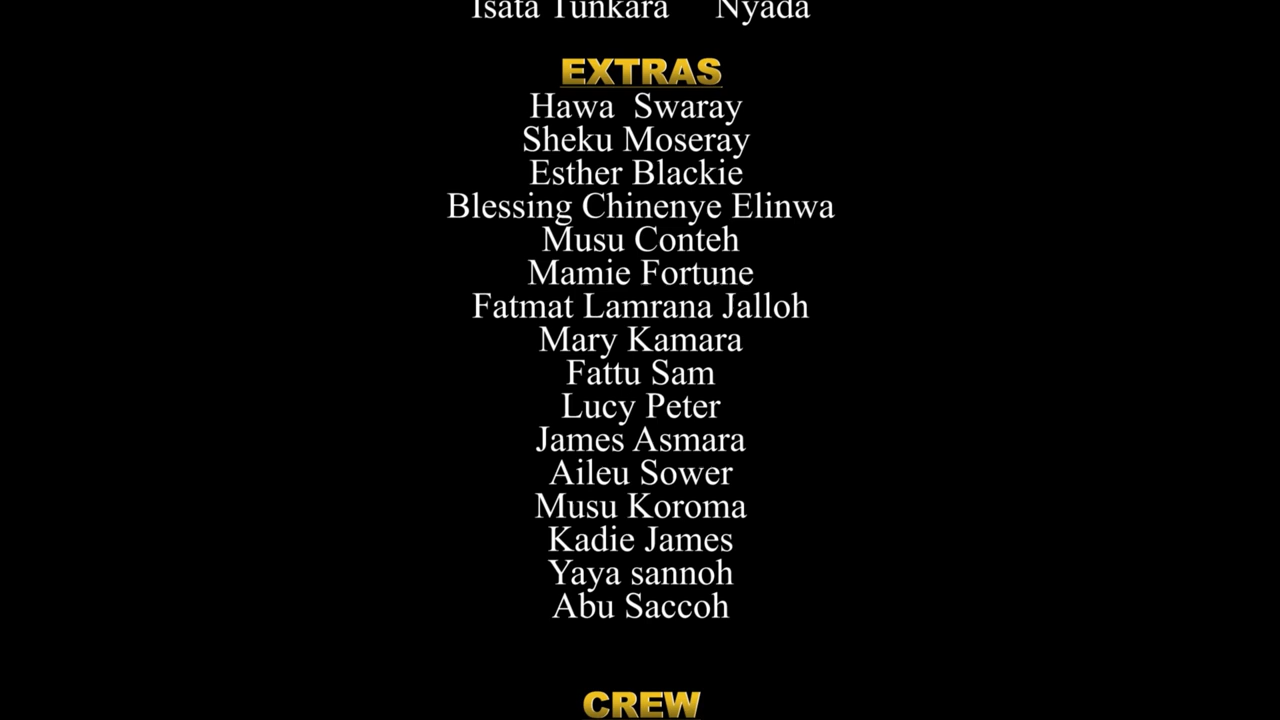 Isata Tunkara Nyada
EXTRAS
Hawa Swaray
Sheku Moseray
Esther Blackie
Blessing Chinenye Elinwa
Musu Conteh
Mamie Fortune
Fatmat Lamrana Jalloh
Mary Kamara
Fattu Sam
Lucy Peter
James Asmara
Aileu Sower
Musu Koroma
Kadie James
Yaya sannoh
Abu Saccoh
CREW